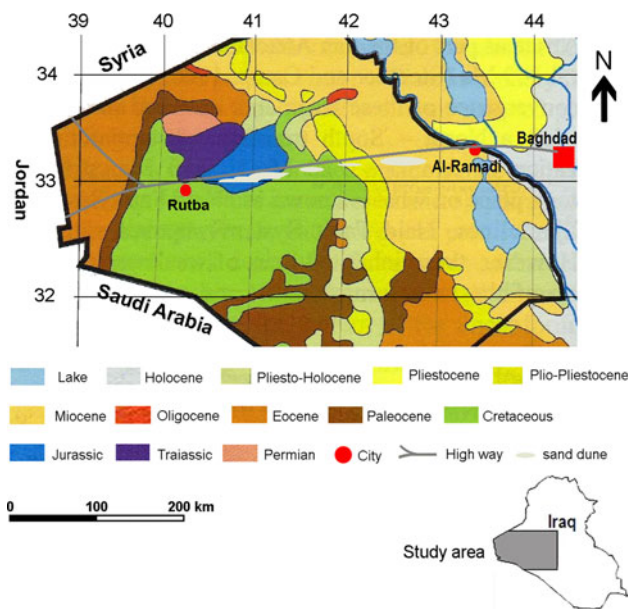 39 40 41 42 43 44
Syria
N
34
Baghdad
Jordan
33
Al-Ramadi
Rutba
32
Saudi Arabia
Lake Holocene Pliesto-Holocene Pliestocene Plio-Pliestocene
Miocene Oligocene Eocene Paleocene Cretaceous
Jurassic Traiassic Permian City High way sand dune
0 100 200 km
Iraq
Study area